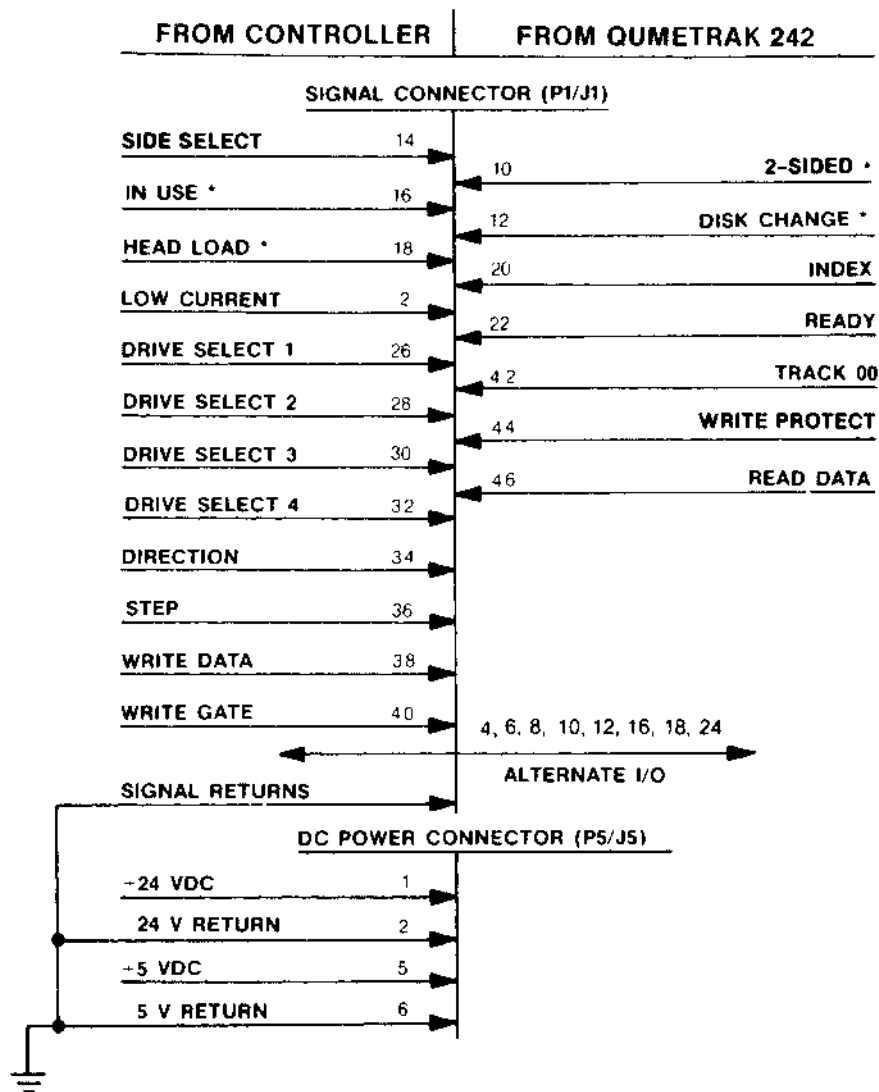 FROM CONTROLLER FROM QUMETRAK 242
SIGNAL CONNECTOR (P1/J1)
SIDE SELECT 14
10 2-SIDED *
IN USE * 16
12 DISK CHANGE *
HEAD LOAD * 18
20 INDEX
LOW CURRENT 2
22 READY
DRIVE SELECT 1 26
42 TRACK 00
DRIVE SELECT 2 28
44 WRITE PROTECT
DRIVE SELECT 3 30
46 READ DATA
DRIVE SELECT 4 32
DIRECTION 34
STEP 36
WRITE DATA 38
WRITE GATE 40
4, 6, 8, 10, 12, 16, 18, 24
ALTERNATE I/O
SIGNAL RETURNS
DC POWER CONNECTOR (P5/J5)
+24 VDC 1
24 V RETURN 2
+5 VDC 5
5 V RETURN 6